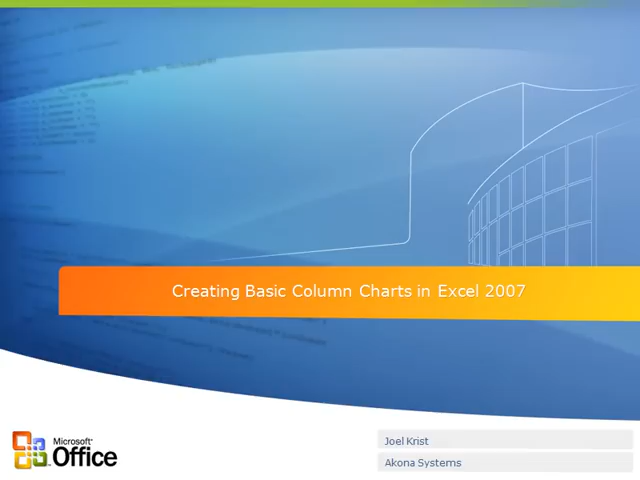 Creating Basic Column Charts in Excel 2007
Microsoft
Office
Joel Krist
Akona Systems